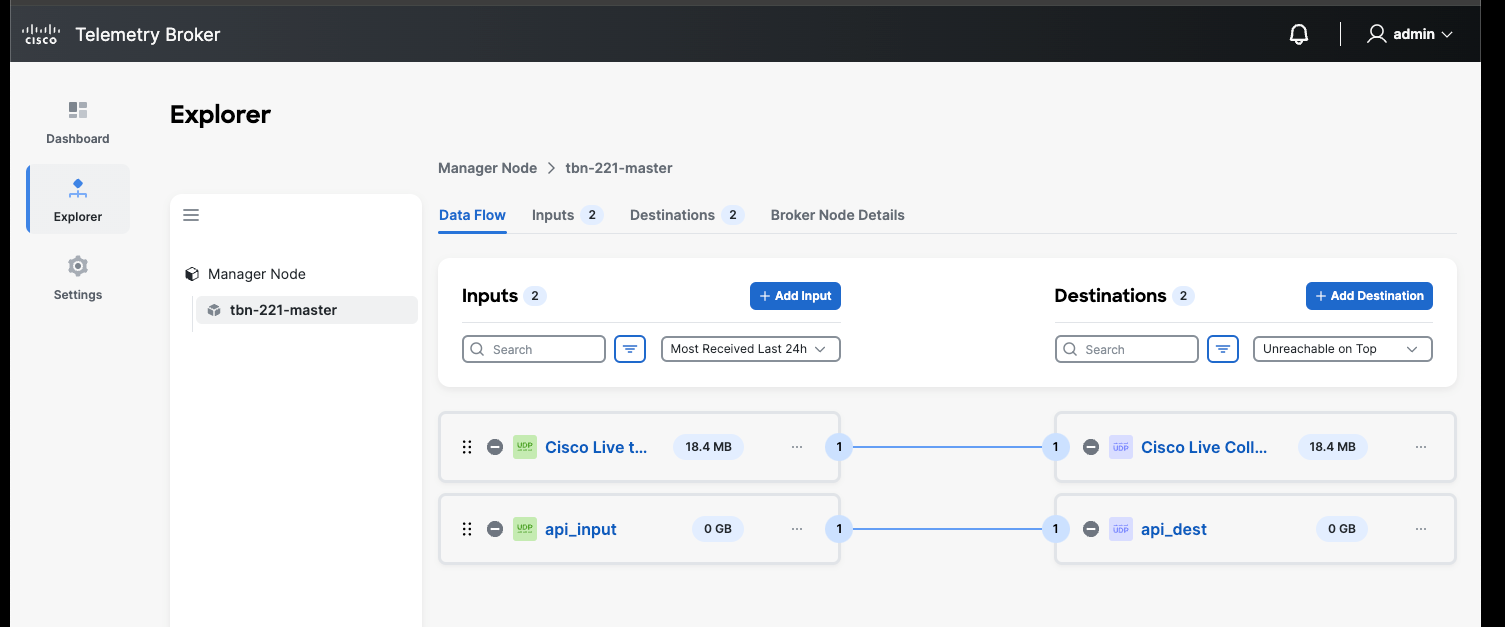 cisco Telemetry Broker admin
Dashboard
Explorer
Settings
Explorer
Manager Node
tbn-221-master
Manager Node > tbn-221-master
Data Flow Inputs 2 Destinations 2 Broker Node Details
Inputs 2 + Add Input
Search Most Received Last 24h
Destinations 2 + Add Destination
Search Unreachable on Top
UDP Cisco Live t... 18.4 MB ... 1
1 UDP Cisco Live Coll... 18.4 MB ...
UDP api_input 0 GB ... 1
1 UDP api_dest 0 GB ...